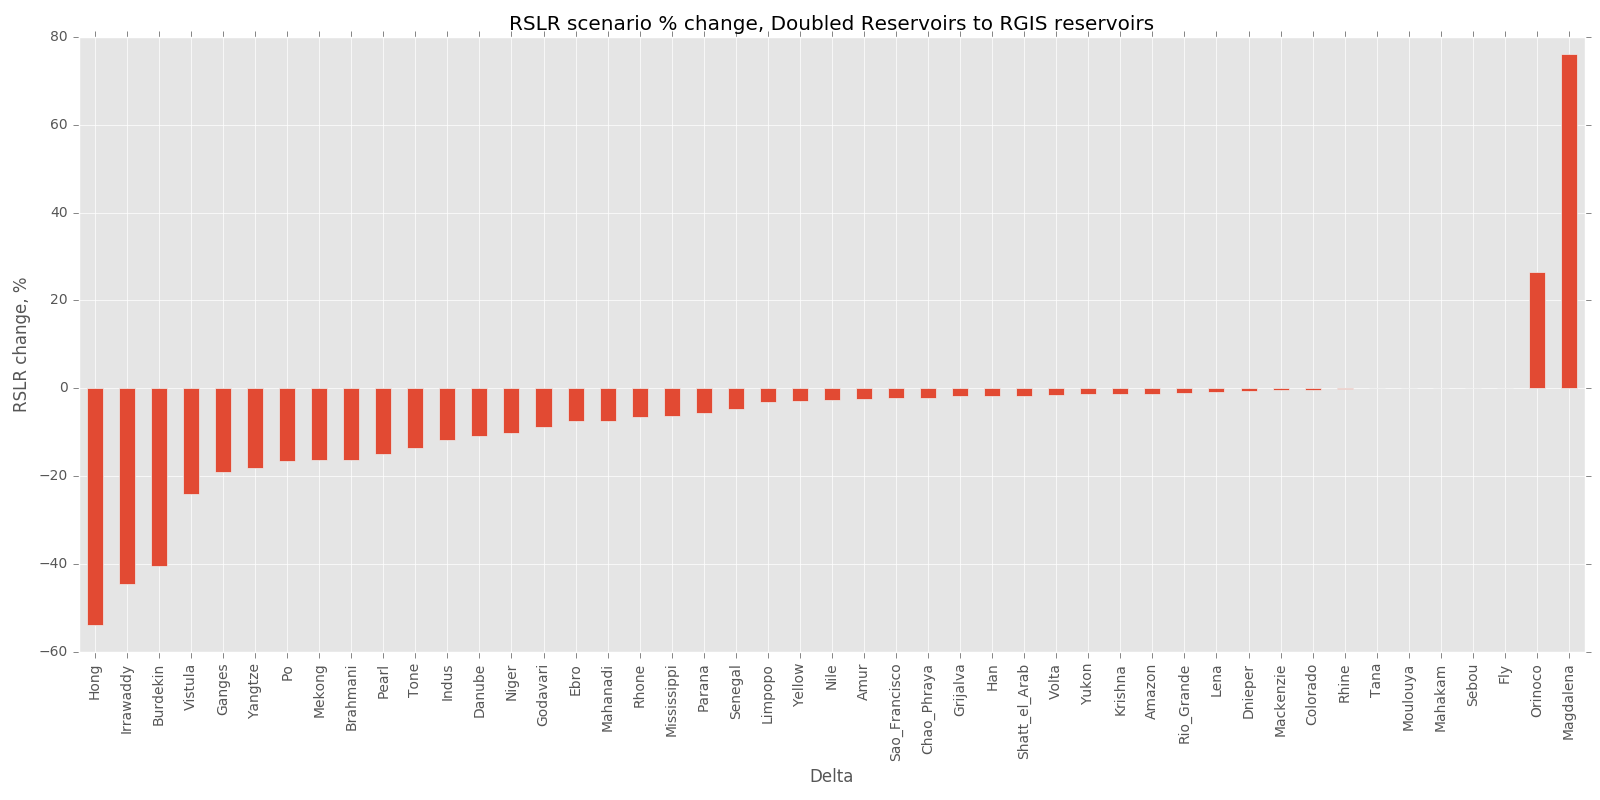 RSLR scenario % change, Doubled Reservoirs to RGIS reservoirs
80
60
40
20
0
−20
−40
−60
RSLR change, %
Hong
Irrawaddy
Burdekin
Vistula
Ganges
Yangtze
Po
Mekong
Brahmani
Pearl
Tone
Indus
Danube
Niger
Godavari
Ebro
Mahanadi
Rhone
Mississippi
Parana
Senegal
Limpopo
Yellow
Nile
Amur
Sao_Francisco
Chao_Phraya
Grijalva
Han
Shatt_el_Arab
Volta
Yukon
Krishna
Amazon
Rio_Grande
Lena
Dnieper
Mackenzie
Colorado
Rhine
Tana
Moulouya
Mahakam
Sebou
Fly
Orinoco
Magdalena
Delta